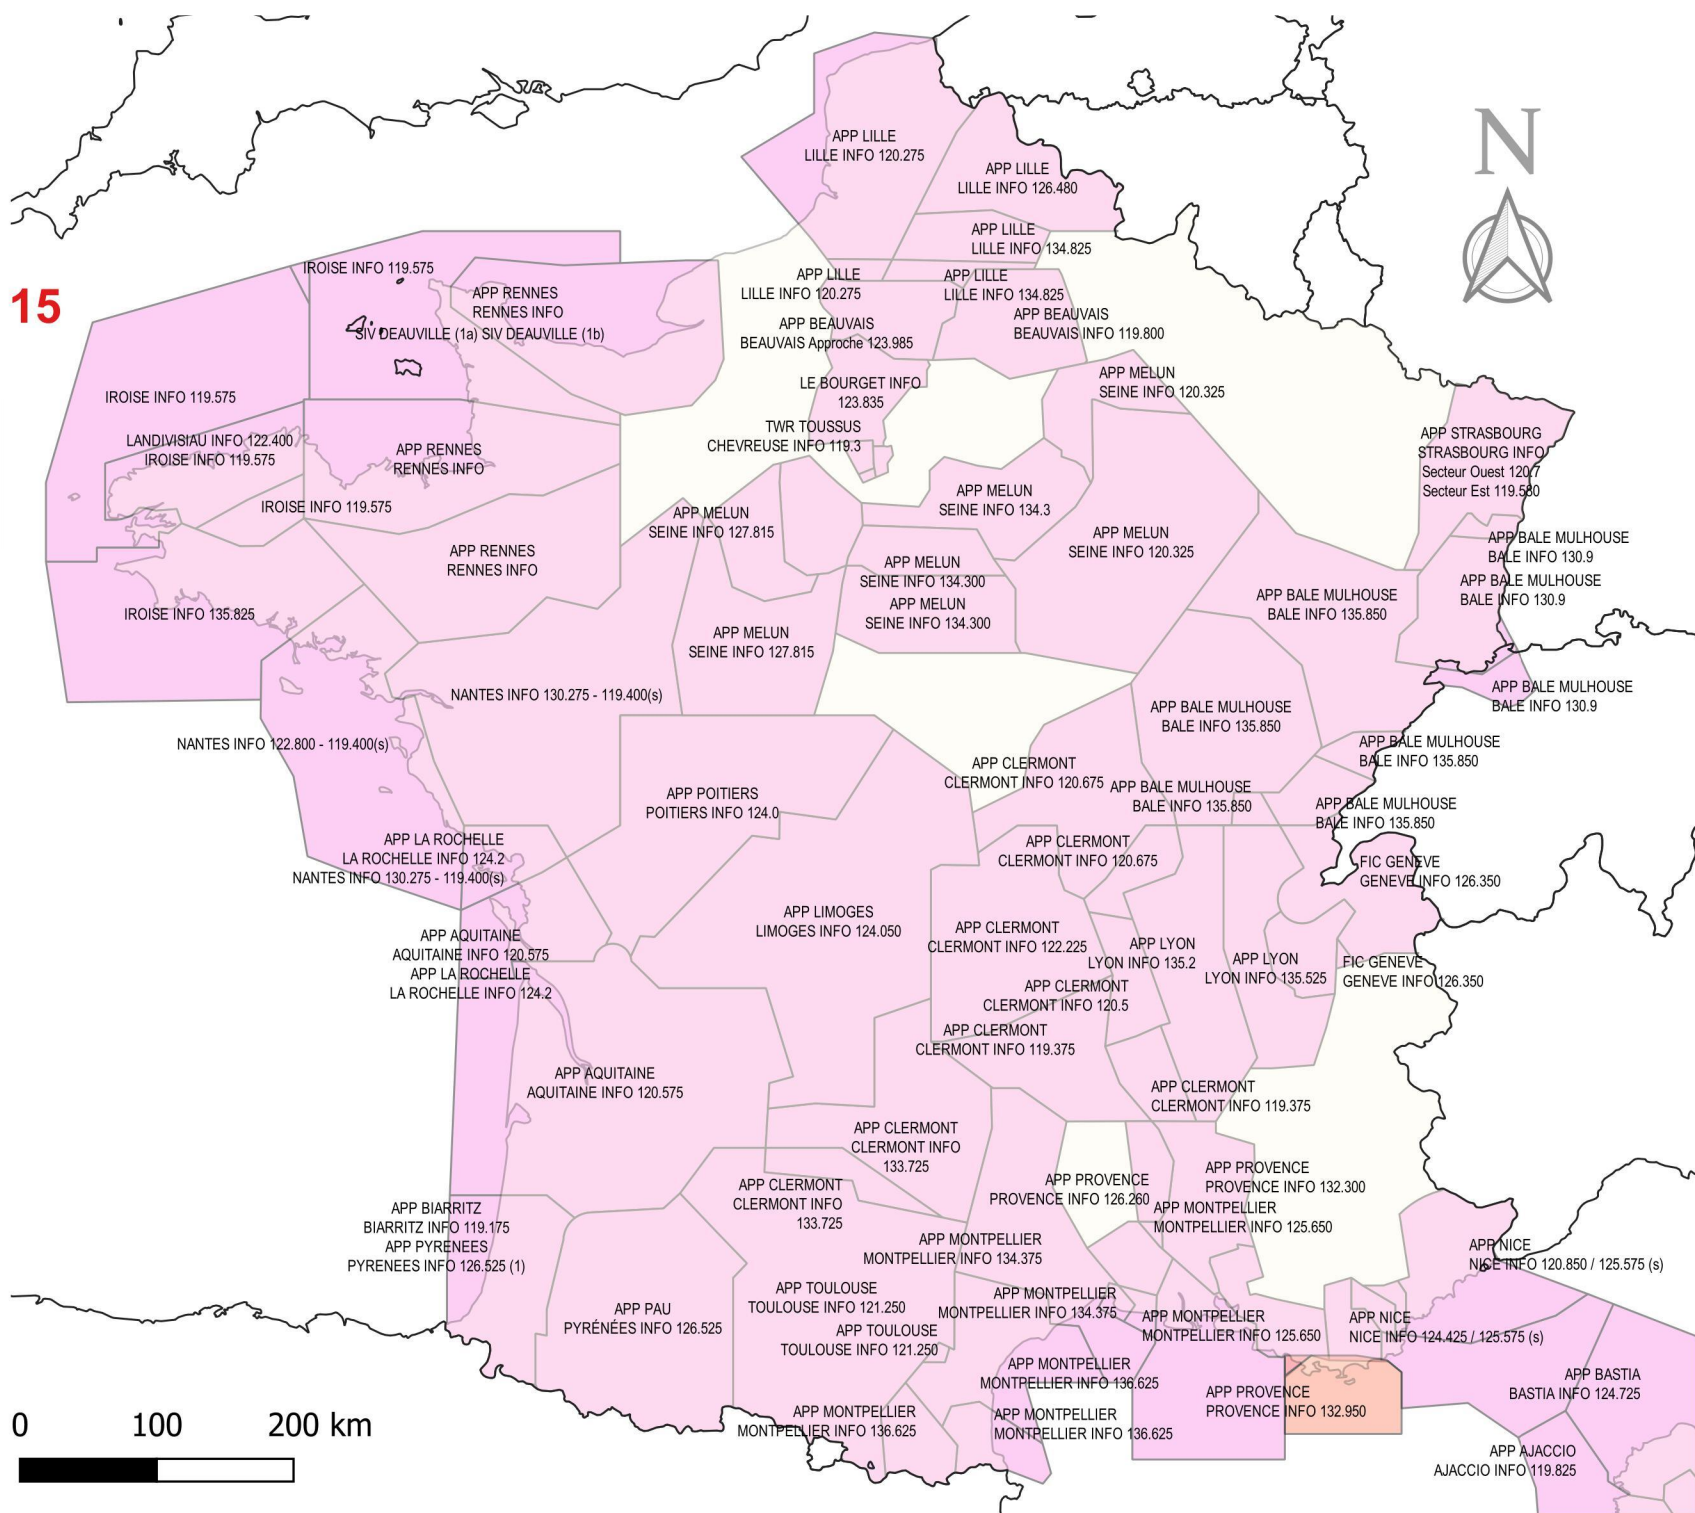 N
15
APP LILLE
LILLE INFO 120.275
APP LILLE
LILLE INFO 126.480
APP LILLE
LILLE INFO 134.825
APP LILLE
LILLE INFO 120.275
APP LILLE
LILLE INFO 134.825
IROISE INFO 119.575
APP RENNES
RENNES INFO
SIV DEAUVILLE (1a) SIV DEAUVILLE (1b)
APP BEAUVAIS
BEAUVAIS Approche 123.985
APP BEAUVAIS
BEAUVAIS INFO 119.800
LE BOURGET INFO
123.835
APP MELUN
SEINE INFO 120.325
IROISE INFO 119.575
TWR TOUSSUS
CHEVREUSE INFO 119.3
LANDIVISIAU INFO 122.400
IROISE INFO 119.575
APP RENNES
RENNES INFO
APP STRASBOURG
STRASBOURG INFO
Secteur Ouest 120.7
Secteur Est 119.580
IROISE INFO 119.575
APP MELUN
SEINE INFO 127.815
APP MELUN
SEINE INFO 134.3
APP MELUN
SEINE INFO 120.325
APP BALE MULHOUSE
BALE INFO 130.9
APP RENNES
RENNES INFO
APP MELUN
SEINE INFO 134.300
APP MELUN
SEINE INFO 134.300
APP BALE MULHOUSE
BALE INFO 135.850
APP BALE MULHOUSE
BALE INFO 130.9
IROISE INFO 135.825
APP MELUN
SEINE INFO 127.815
NANTES INFO 130.275 - 119.400(s)
APP BALE MULHOUSE
BALE INFO 130.9
APP BALE MULHOUSE
BALE INFO 135.850
NANTES INFO 122.800 - 119.400(s)
APP BALE MULHOUSE
BALE INFO 135.850
APP CLERMONT
CLERMONT INFO 120.675
APP BALE MULHOUSE
BALE INFO 135.850
APP POITIERS
POITIERS INFO 124.0
APP BALE MULHOUSE
BALE INFO 135.850
APP LA ROCHELLE
LA ROCHELLE INFO 124.2
NANTES INFO 130.275 - 119.400(s)
APP CLERMONT
CLERMONT INFO 120.675
FIC GENEVE
GENEVE INFO 126.350
APP LIMOGES
LIMOGES INFO 124.050
APP CLERMONT
CLERMONT INFO 122.225
APP LYON
LYON INFO 135.2
APP LYON
LYON INFO 135.525
FIC GENEVE
GENEVE INFO 126.350
APP AQUITAINE
AQUITAINE INFO 120.575
APP LA ROCHELLE
LA ROCHELLE INFO 124.2
APP CLERMONT
CLERMONT INFO 120.5
APP CLERMONT
CLERMONT INFO 119.375
APP AQUITAINE
AQUITAINE INFO 120.575
APP CLERMONT
CLERMONT INFO 119.375
APP CLERMONT
CLERMONT INFO
133.725
APP CLERMONT
CLERMONT INFO
133.725
APP PROVENCE
PROVENCE INFO 126.260
APP PROVENCE
PROVENCE INFO 132.300
APP MONTPELLIER
MONTPELLIER INFO 125.650
APP BIARRITZ
BIARRITZ INFO 119.175
APP PYRENEES
PYRENEES INFO 126.525 (1)
APP MONTPELLIER
MONTPELLIER INFO 134.375
APP NICE
NICE INFO 120.850 / 125.575 (s)
APP TOULOUSE
TOULOUSE INFO 121.250
APP MONTPELLIER
MONTPELLIER INFO 134.375
APP PAU
PYRÉNÉES INFO 126.525
APP TOULOUSE
TOULOUSE INFO 121.250
APP MONTPELLIER
MONTPELLIER INFO 125.650
APP NICE
NICE INFO 124.425 / 125.575 (s)
APP MONTPELLIER
MONTPELLIER INFO 136.625
APP PROVENCE
PROVENCE INFO 132.950
APP BASTIA
BASTIA INFO 124.725
APP MONTPELLIER
MONTPELLIER INFO 136.625
APP MONTPELLIER
MONTPELLIER INFO 136.625
APP AJACCIO
AJACCIO INFO 119.825
0 100 200 km